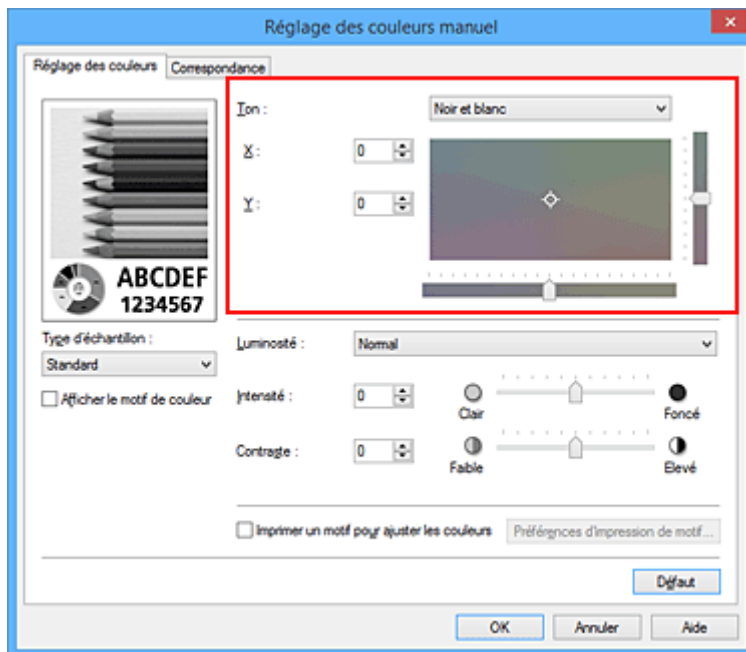 Réglage des couleurs manuel
Réglage des couleurs
Correspondance
ABCDEF
1234567
Type d'échantillon :
Standard
Afficher le motif de couleur
Ton :
Noir et blanc
X :
0
Y :
0
Luminosité :
Normal
Intensité :
0
Clair
Foncé
Contraste :
0
Faible
Elevé
Imprimer un motif pour ajuster les couleurs
Préférences d'impression de motif...
Défaut
OK
Annuler
Aide